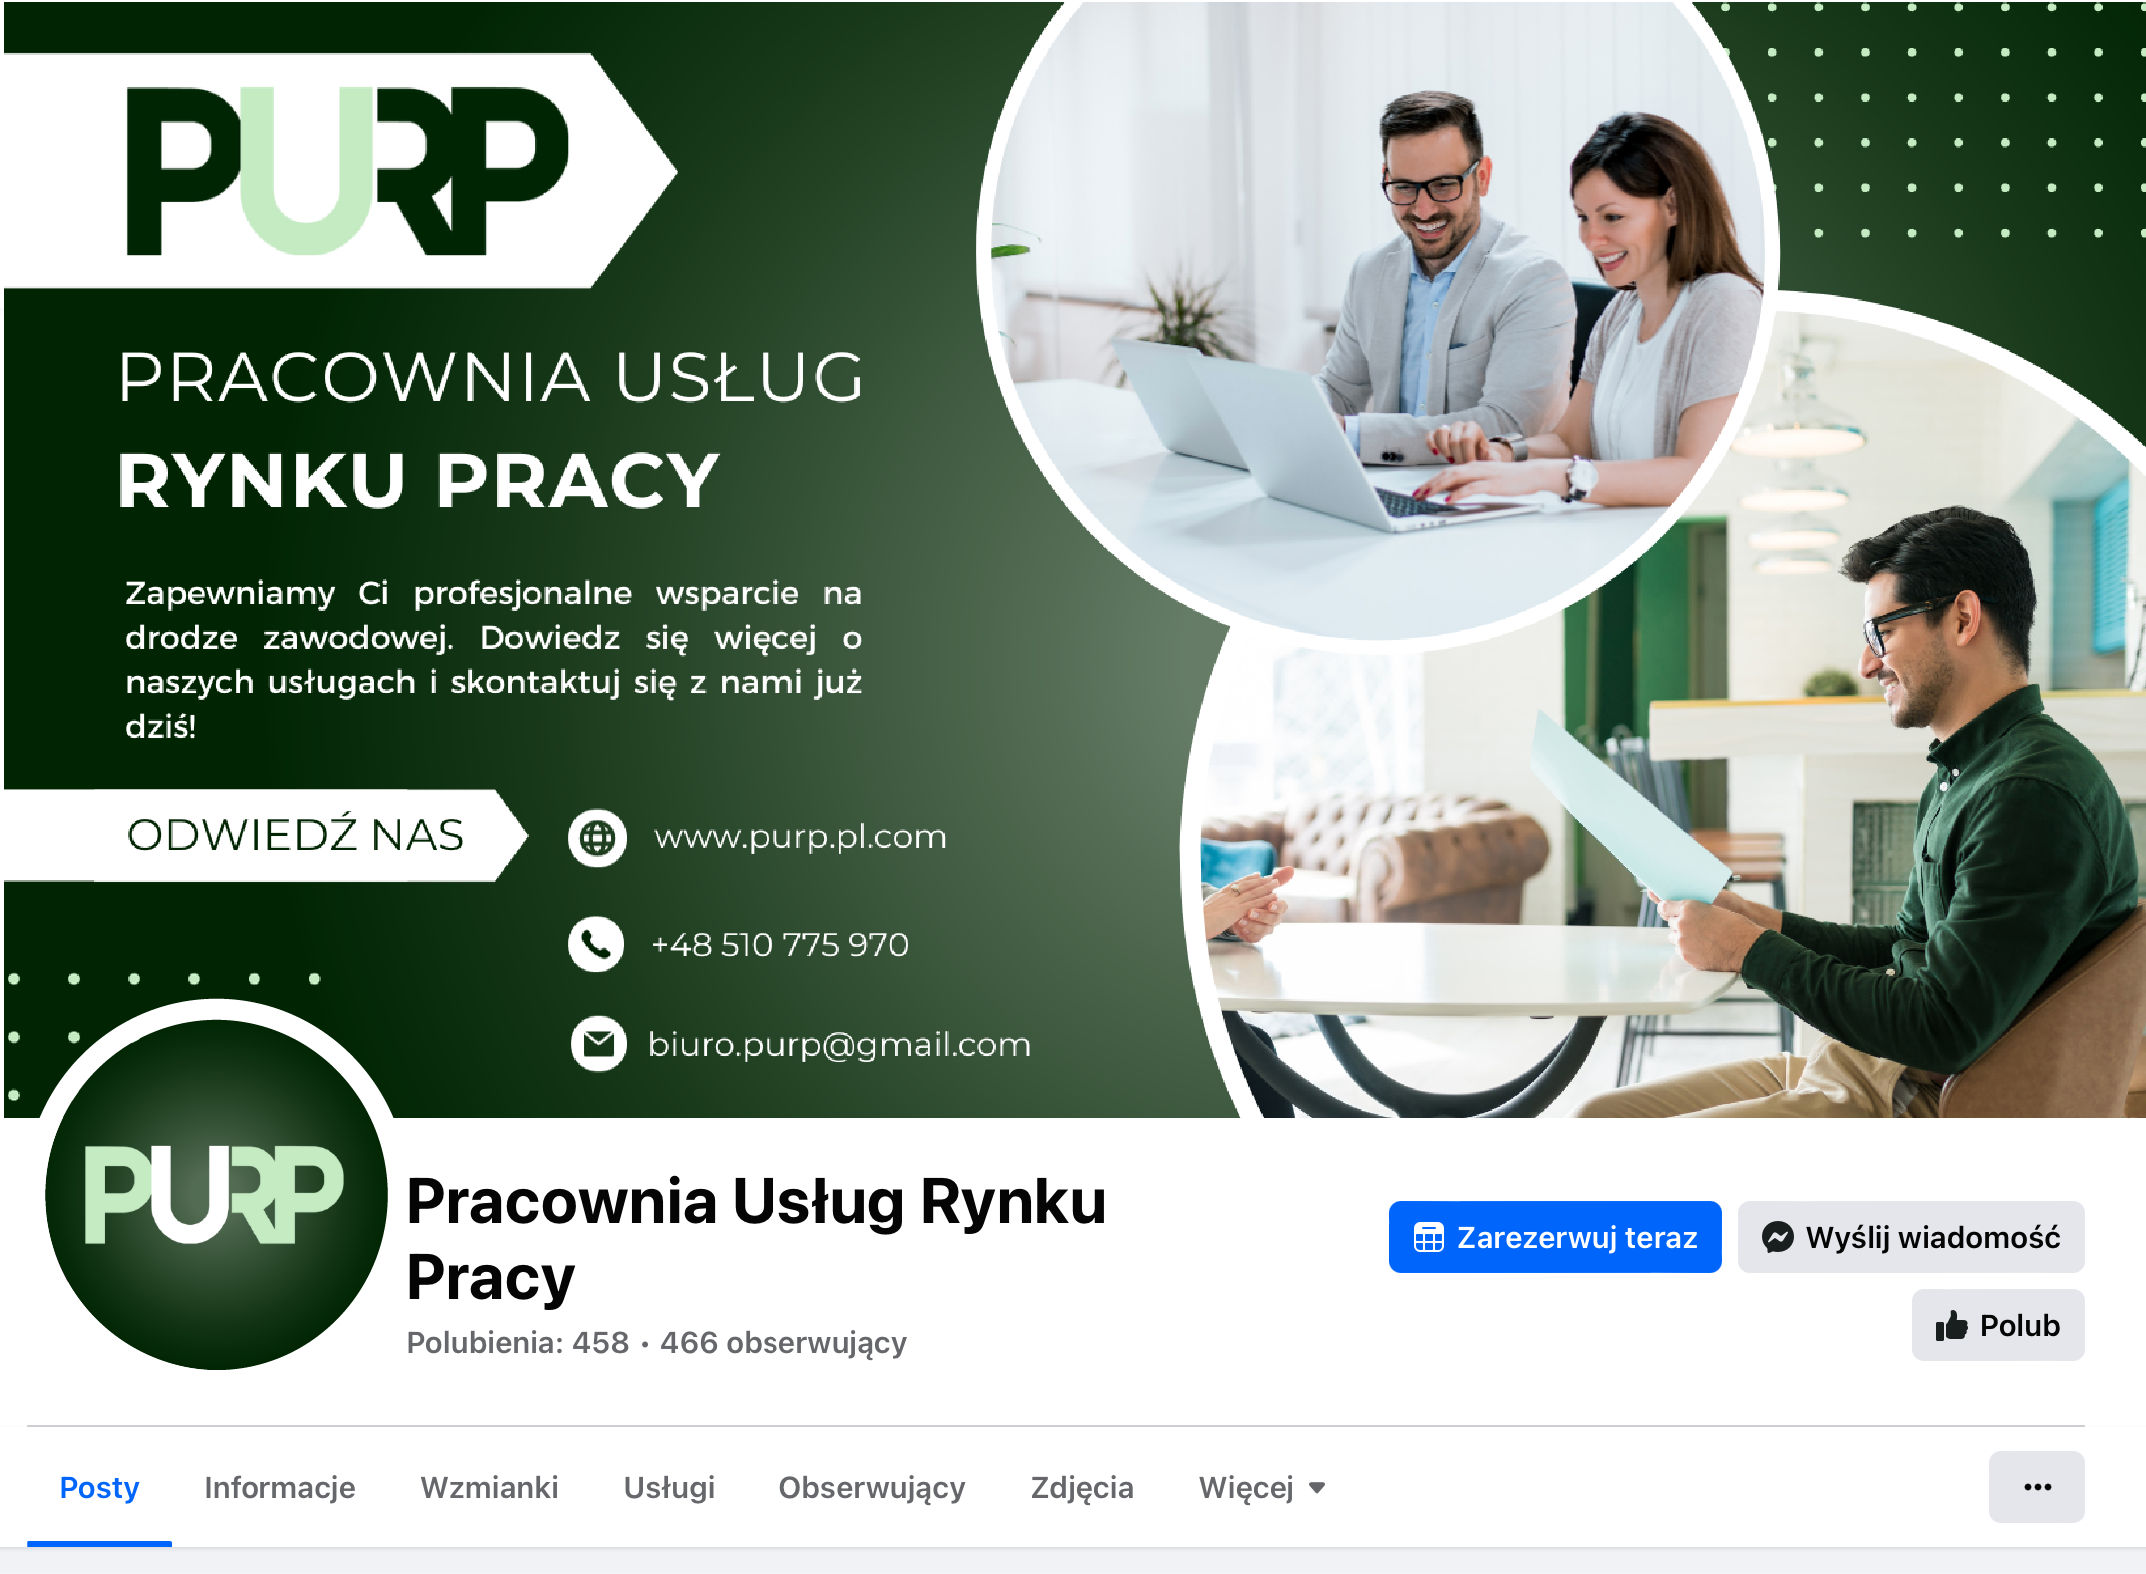 PURP
PRACOWNIA USŁUG
RYNKU PRACY
Zapewniamy Ci profesjonalne wsparcie na
drodze zawodowej. Dowiedz się więcej o
naszych usługach i skontaktuj się z nami już
dziś!
ODWIEDŹ NAS
www.purp.pl.com
+48 510 775 970
biuro.purp@gmail.com
PURP
Pracownia Usług Rynku
Pracy
Polubienia: 458 • 466 obserwujący
Zarezerwuj teraz
Wyślij wiadomość
Polub
Posty Informacje Wzmianki Usługi Obserwujący Zdjęcia Więcej